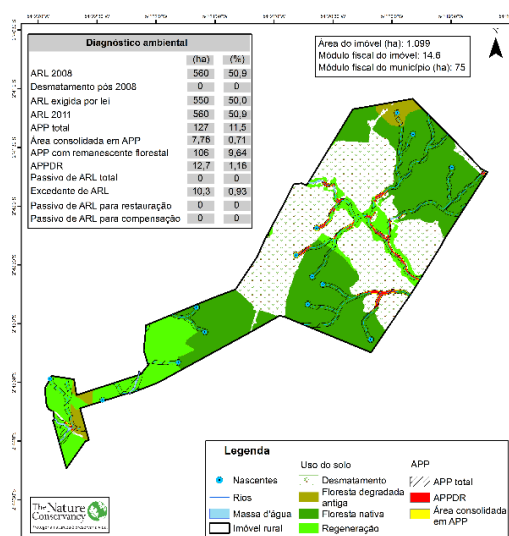 Diagnóstico ambiental
(ha) (%)
ARL 2008 560 50,9
Desmatamento pós 2008 0 0
ARL exigida por lei 550 50,0
ARL 2011 560 50,9
APP total 127 11,5
Área consolidada em APP 7,76 0,71
APP com remanescente florestal 106 9,64
APPDR 12,7 1,16
Passivo de ARL total 0 0
Excedente de ARL 10,3 0,93
Passivo de ARL para restauração 0 0
Passivo de ARL para compensação 0 0
Área do imóvel (ha): 1.099
Módulo fiscal do imóvel: 14,6
Módulo fiscal do município (ha): 75
N
Legenda
Nascentes
Rios
Massa d'água
Imóvel rural
Uso do solo
Desmatamento
Floresta degradada
antiga
Floresta nativa
Regeneração
APP
APP total
APPDR
Área consolidada
em APP
The Nature
Conservancy